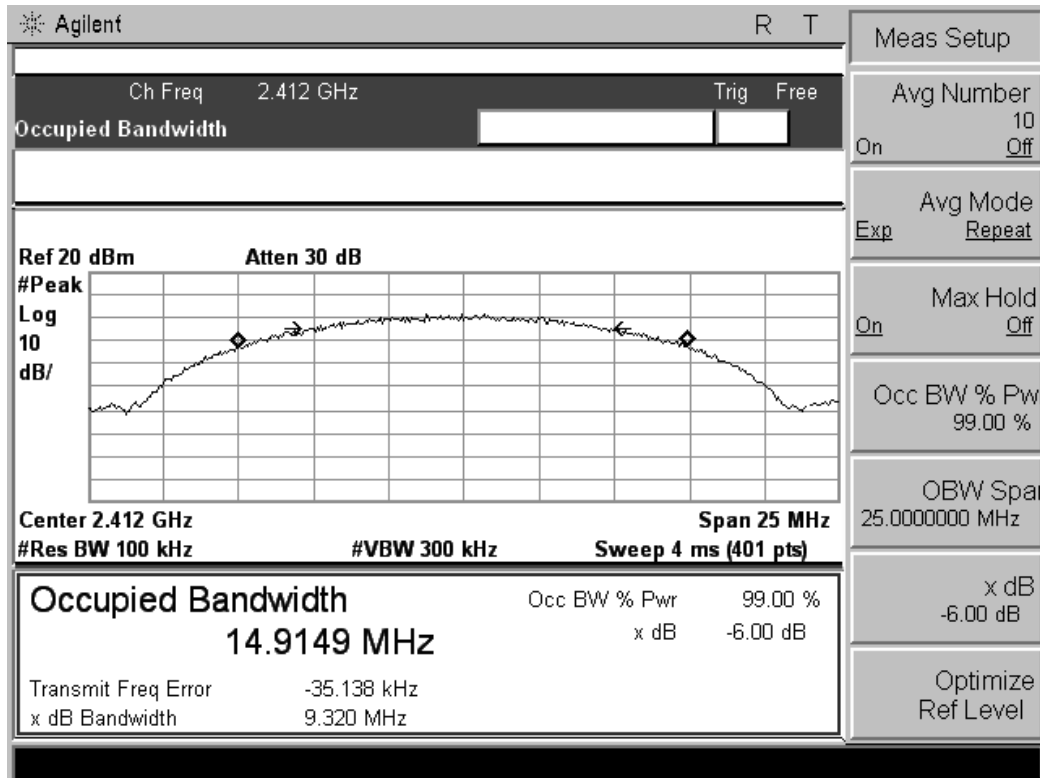 Agilent R T
Ch Freq 2.412 GHz Trig Free
Occupied Bandwidth
Ref 20 dBm Atten 30 dB
#Peak
Log
10
dB/
Center 2.412 GHz Span 25 MHz
#Res BW 100 kHz #VBW 300 kHz Sweep 4 ms (401 pts)
Occupied Bandwidth
14.9149 MHz
Occ BW % Pwr 99.00 %
x dB -6.00 dB
Transmit Freq Error -35.138 kHz
x dB Bandwidth 9.320 MHz
Meas Setup
Avg Number
10
On Off
Avg Mode
Exp Repeat
Max Hold
On Off
Occ BW % Pw
99.00 %
OBW Spa
25.0000000 MHz
x dB
-6.00 dB
Optimize
Ref Level